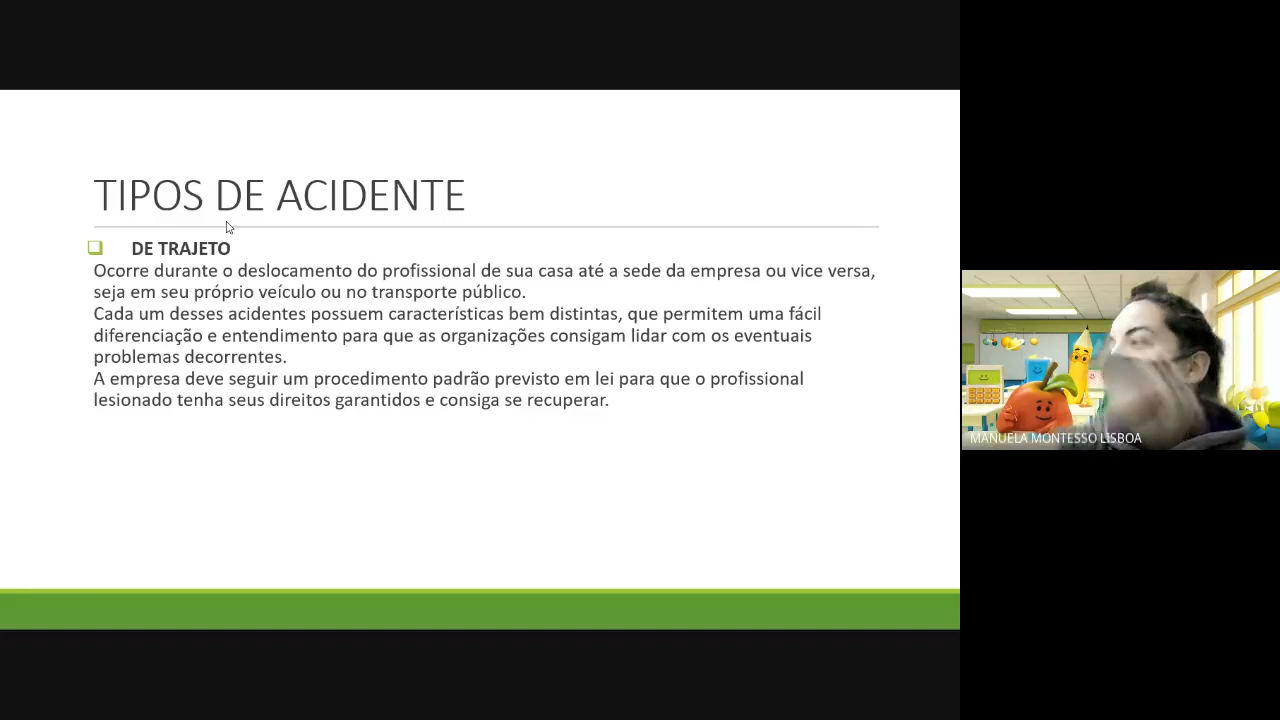 TIPOS DE ACIDENTE
DE TRAJETO
Ocorre durante o deslocamento do profissional de sua casa até a sede da empresa ou vice versa,
seja em seu próprio veículo ou no transporte público.
Cada um desses acidentes possuem características bem distintas, que permitem uma fácil
diferenciação e entendimento para que as organizações consigam lidar com os eventuais
problemas decorrentes.
A empresa deve seguir um procedimento padrão previsto em lei para que o profissional
lesionado tenha seus direitos garantidos e consiga se recuperar.
MANUELA MONTESSO LISBOA